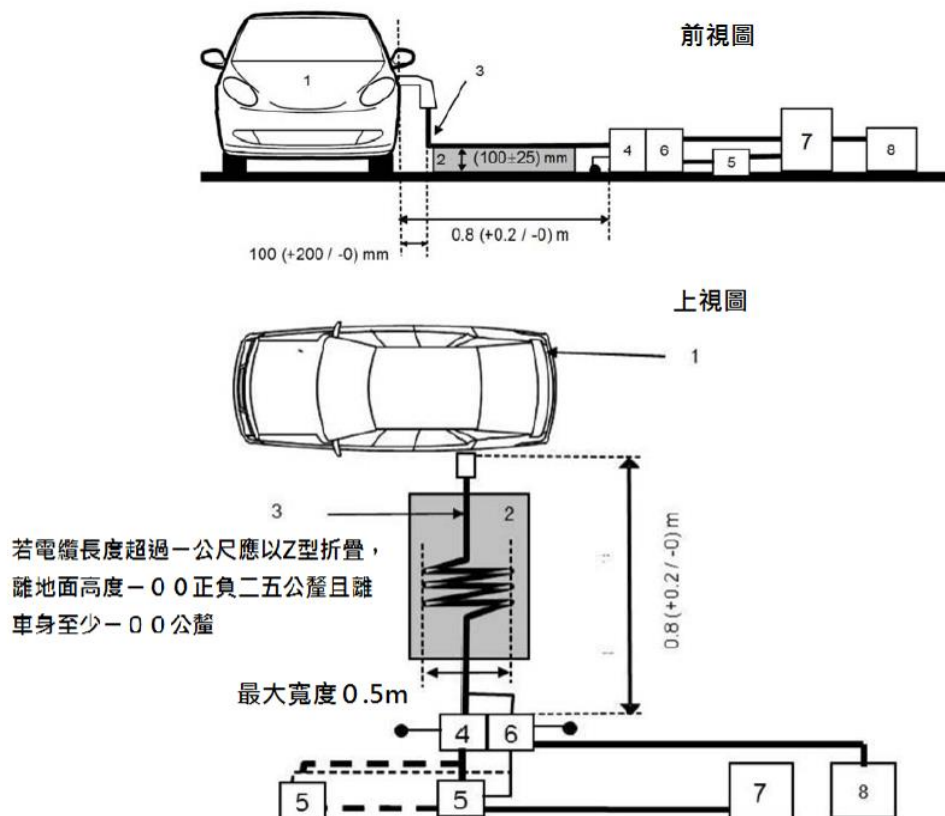 前視圖
1
3
2
(100±25) mm
4
6
5
7
8
0.8 (+0.2 / -0) m
100 (+200 / -0) mm
上視圖
1
3
2
若電纜長度超過一公尺應以Z型折疊，
離地面高度一００正負二五公釐且離
車身至少一００公釐
0.8 (+0.2 / -0) m
最大寬度0.5m
4
6
5
5
7
8